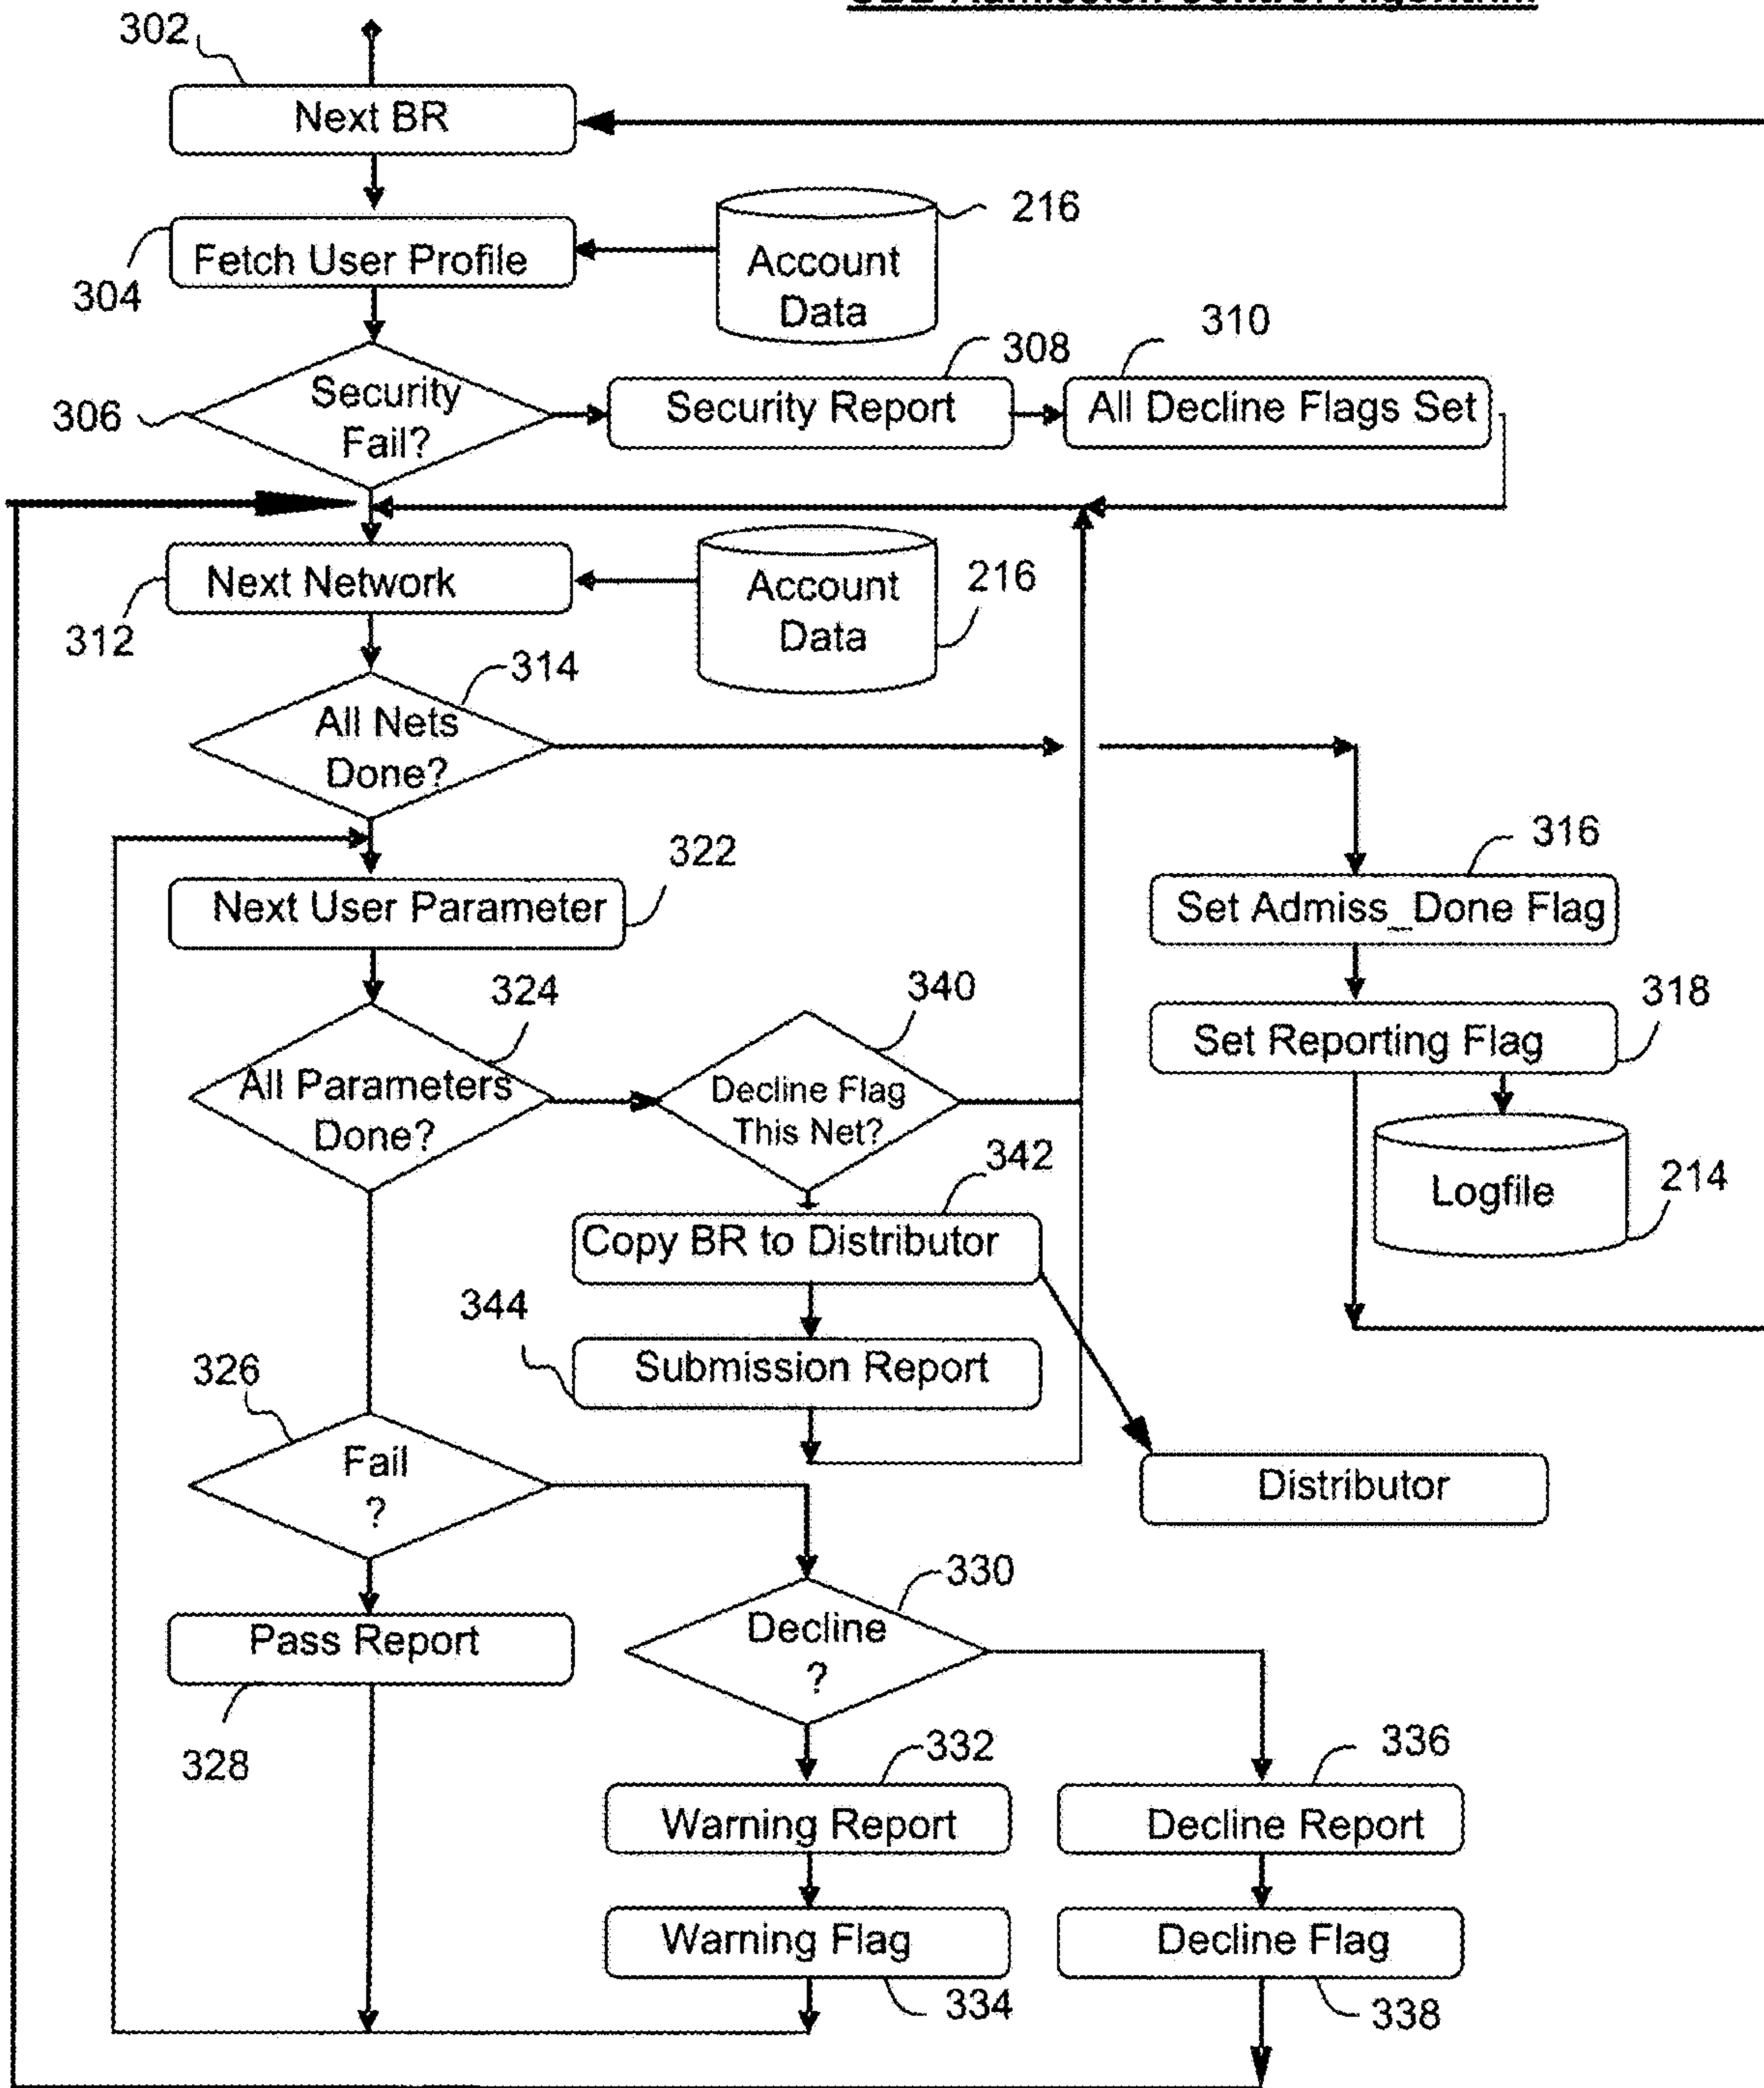 302
Next BR
216
Account
Data
Fetch User Profile
304
310
308
Security
Fail?
306
Security Report
All Decline Flags Set
Account
Data
216
Next Network
312
314
All Nets
Done?
316
322
Set Admiss_Done Flag
Next User Parameter
324
340
318
Set Reporting Flag
All Parameters
Done?
Decline Flag
This Net?
342
Logfile
214
Copy BR to Distributor
344
Submission Report
326
Fail
?
Distributor
330
Decline
?
Pass Report
328
332
336
Warning Report
Decline Report
Warning Flag
Decline Flag
334
338